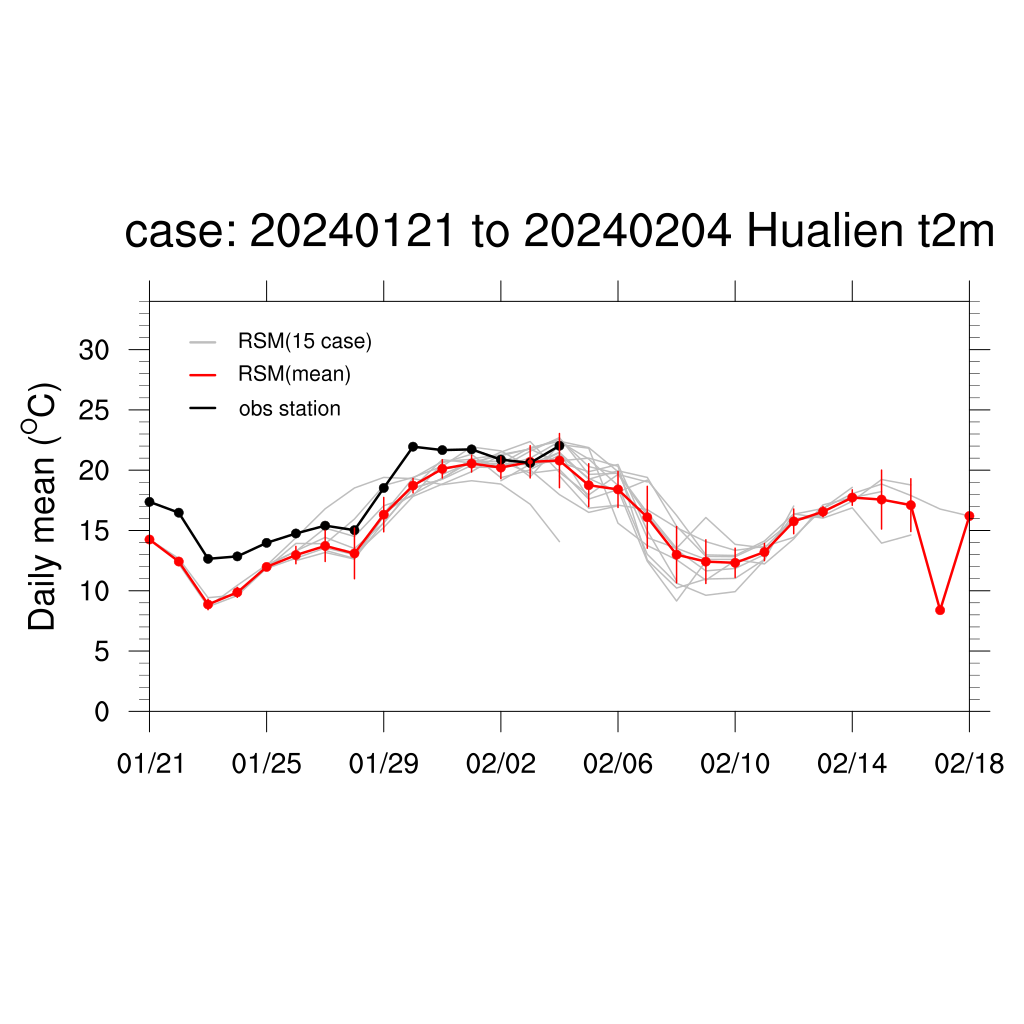 case: 20240121 to 20240204 Hualien t2m
RSM(15 case)
RSM(mean)
obs station
Daily mean (°C)
30
25
20
15
10
5
0
01/21 01/25 01/29 02/02 02/06 02/10 02/14 02/18